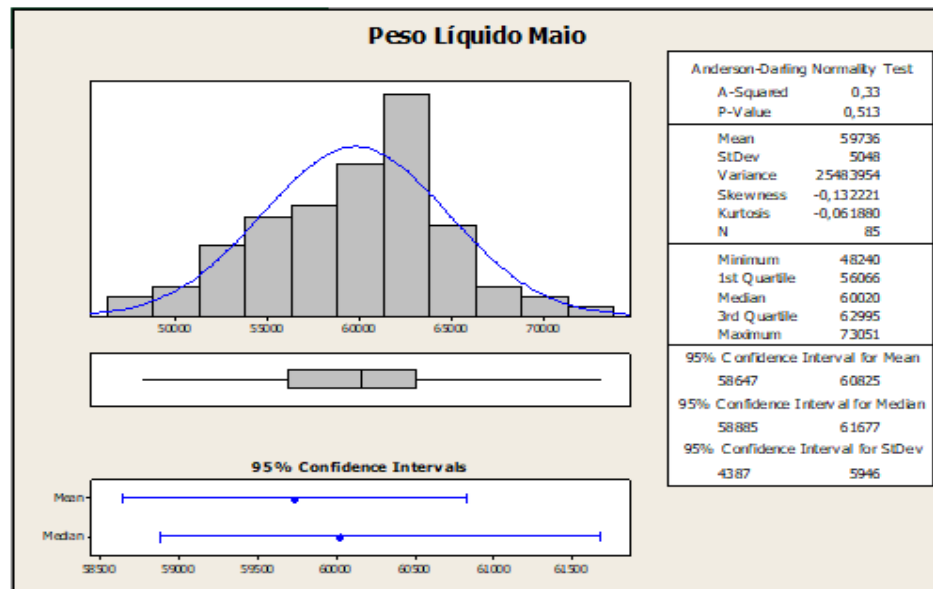 Peso Líquido Maio
50000 55000 60000 65000 70000
95% Confidence Intervals
Mean
Median
58500 59000 59500 60000 60500 61000 61500
Anderson-Darling Normality Test
A-Squared 0,33
P-Value 0,513
Mean 59736
StDev 5048
Variance 25483954
Skewness -0,132221
Kurtosis -0,061880
N 85
Minimum 48240
1st Quartile 56066
Median 60020
3rd Quartile 62995
Maximum 73051
95% Confidence Interval for Mean
58647 60825
95% Confidence Interval for Median
58885 61677
95% Confidence Interval for StDev
4387 5946